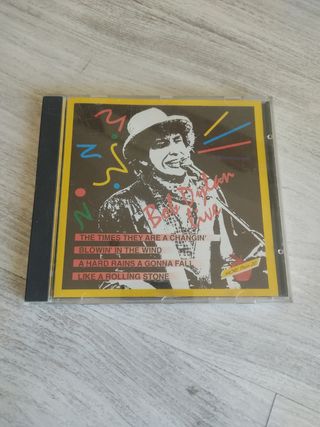 Bob Dylan
Live
THE TIMES THEY ARE A CHANGIN'
BLOWIN' IN THE WIND
A HARD RAINS A GONNA FALL
LIKE A ROLLING STONE